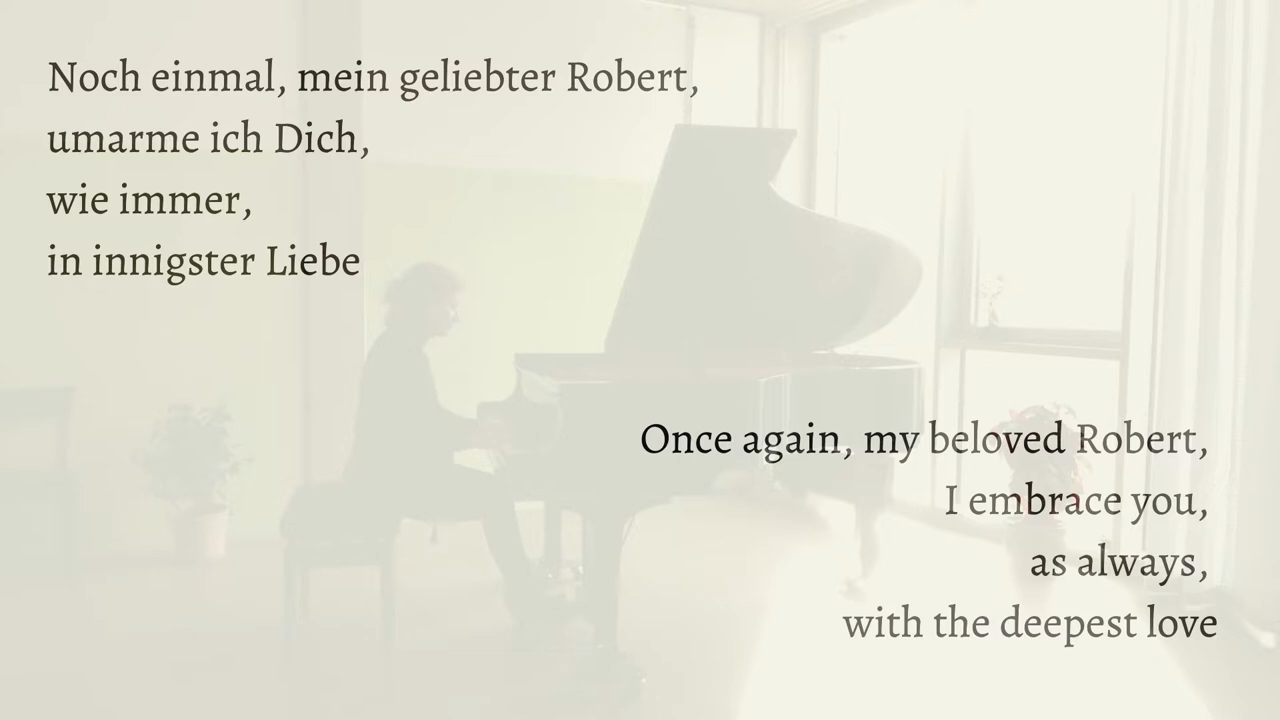 Noch einmal, mein geliebter Robert,
umarme ich Dich,
wie immer,
in innigster Liebe
Once again, my beloved Robert,
I embrace you,
as always,
with the deepest love